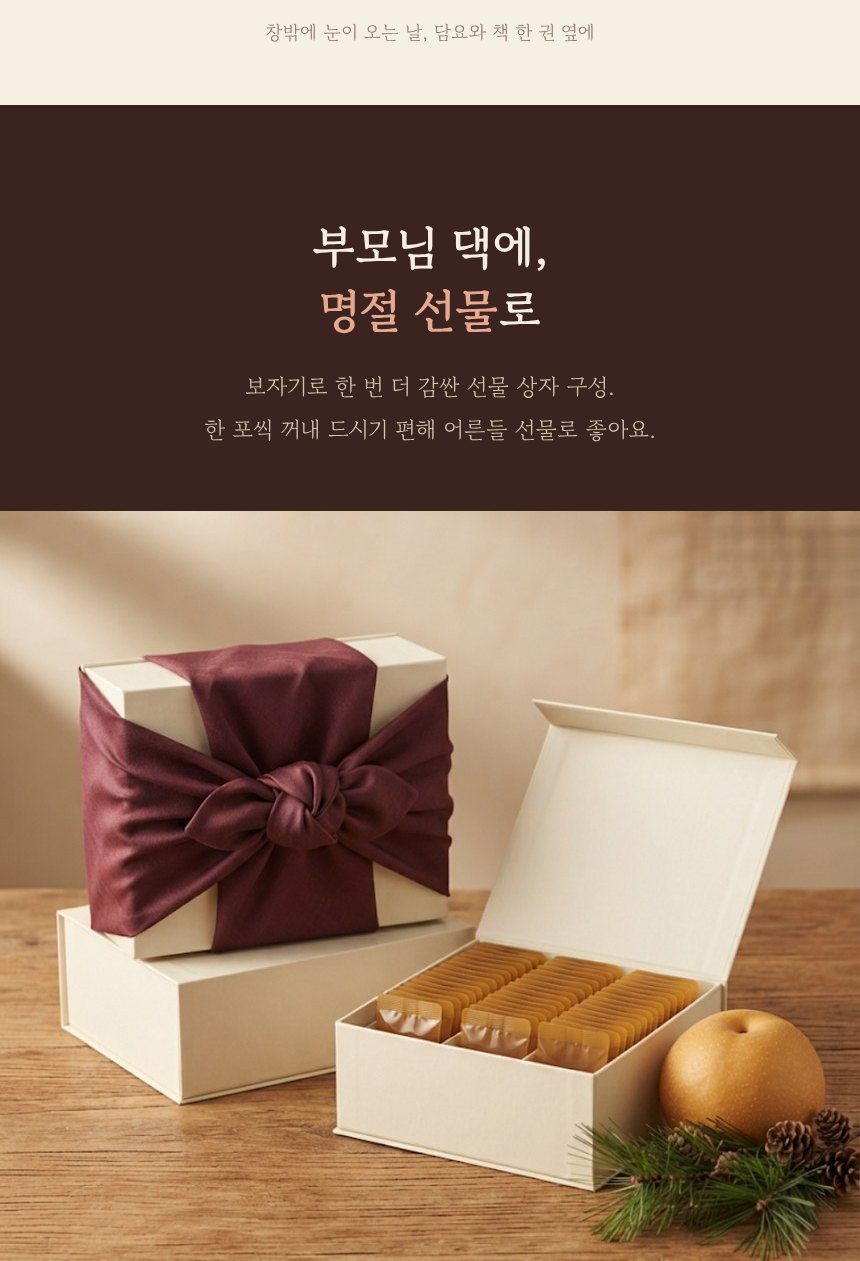 창밖에 눈이 오는 날, 담요와 책 한 권 옆에
부모님 댁에,
명절 선물로
보자기로 한 번 더 감싼 선물 상자 구성.
한 포씩 꺼내 드시기 편해 어른들 선물로 좋아요.